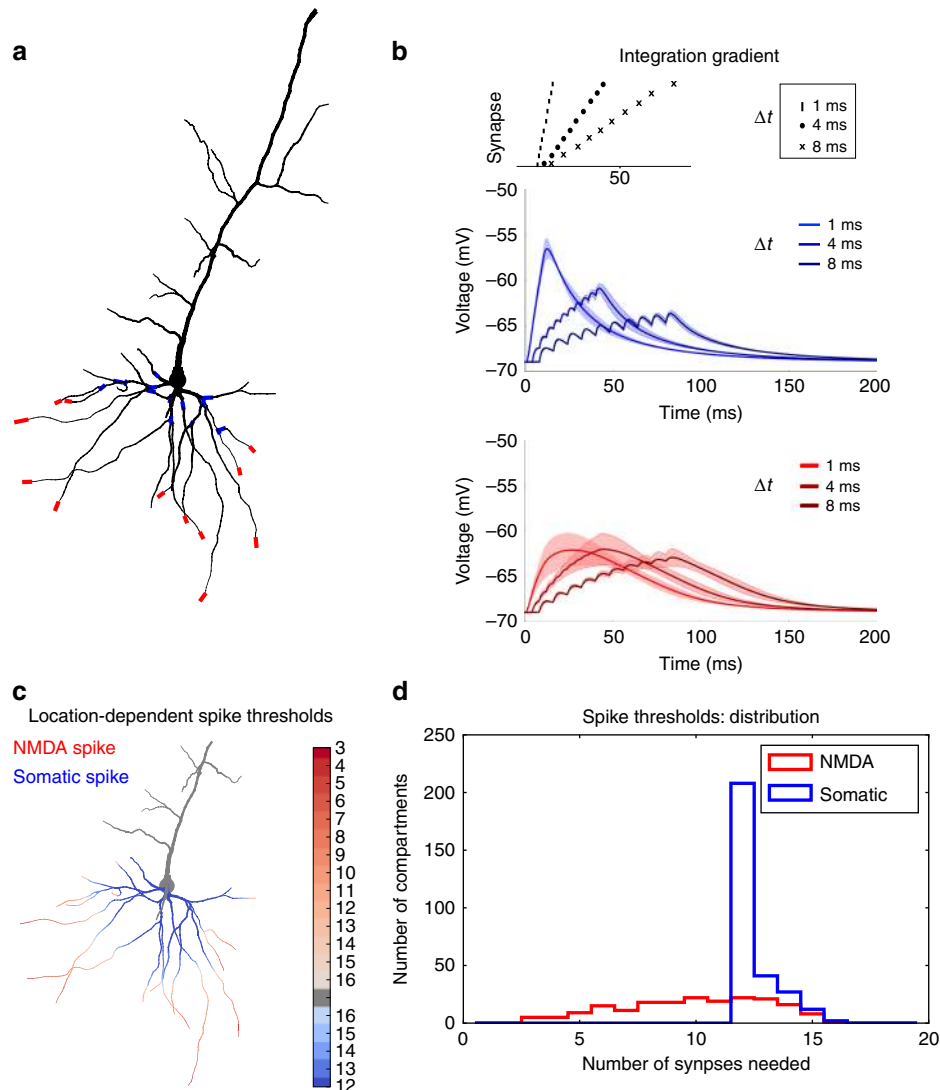 a
b
Integration gradient
Synapse
50
Δt
1 ms
4 ms
8 ms
Voltage (mV)
−50
−55
−60
−65
−70
0
50
100
150
200
Time (ms)
Δt
1 ms
4 ms
8 ms
Voltage (mV)
−50
−55
−60
−65
−70
0
50
100
150
200
Time (ms)
Δt
1 ms
4 ms
8 ms
c
Location-dependent spike thresholds
NMDA spike
Somatic spike
3
4
5
6
7
8
9
10
11
12
13
14
15
16
16
15
14
13
12
d
Spike thresholds: distribution
Number of compartments
250
200
150
100
50
0
0
5
10
15
20
Number of synpses needed
NMDA
Somatic